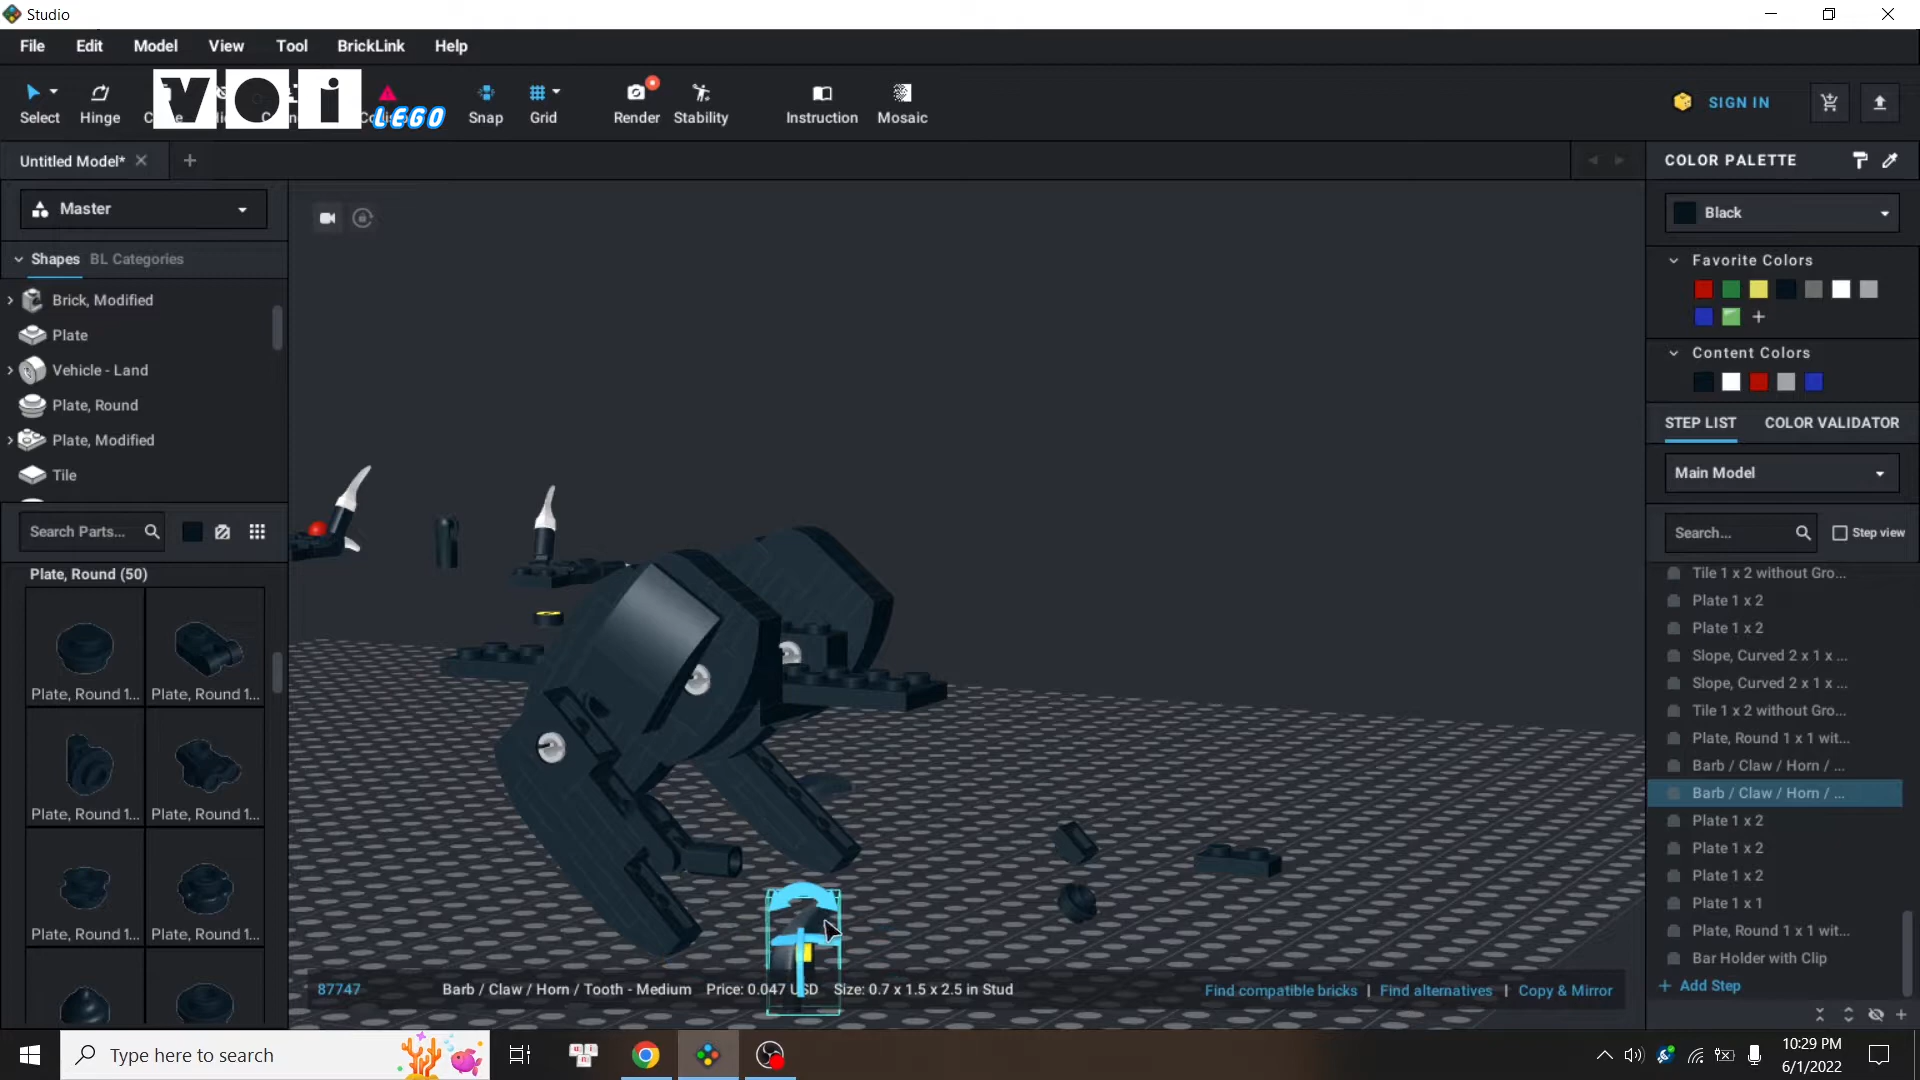 Studio
File Edit Model View Tool BrickLink Help
Select Hinge Snap Grid Render Stability Instruction Mosaic
VOi LEGO
SIGN IN
Untitled Model*
COLOR PALETTE
Master
Black
Shapes BL Categories
Favorite Colors
Brick, Modified
Plate
Vehicle - Land
Plate, Round
Plate, Modified
Tile
Content Colors
STEP LIST COLOR VALIDATOR
Main Model
Search Parts...
Search... Step view
Plate, Round (50)
Plate, Round 1... Plate, Round 1...
Plate, Round 1... Plate, Round 1...
Plate, Round 1... Plate, Round 1...
Tile 1 x 2 without Gro...
Plate 1 x 2
Plate 1 x 2
Slope, Curved 2 x 1 x ...
Slope, Curved 2 x 1 x ...
Tile 1 x 2 without Gro...
Plate, Round 1 x 1 wit...
Barb / Claw / Horn / ...
Barb / Claw / Horn / ...
Plate 1 x 2
Plate 1 x 2
Plate 1 x 2
Plate 1 x 1
Plate, Round 1 x 1 wit...
Bar Holder with Clip
+ Add Step
87747 Barb / Claw / Horn / Tooth - Medium Price: 0.047 USD Size: 0.7 x 1.5 x 2.5 in Stud
Find compatible bricks | Find alternatives | Copy & Mirror
Type here to search
10:29 PM
6/1/2022